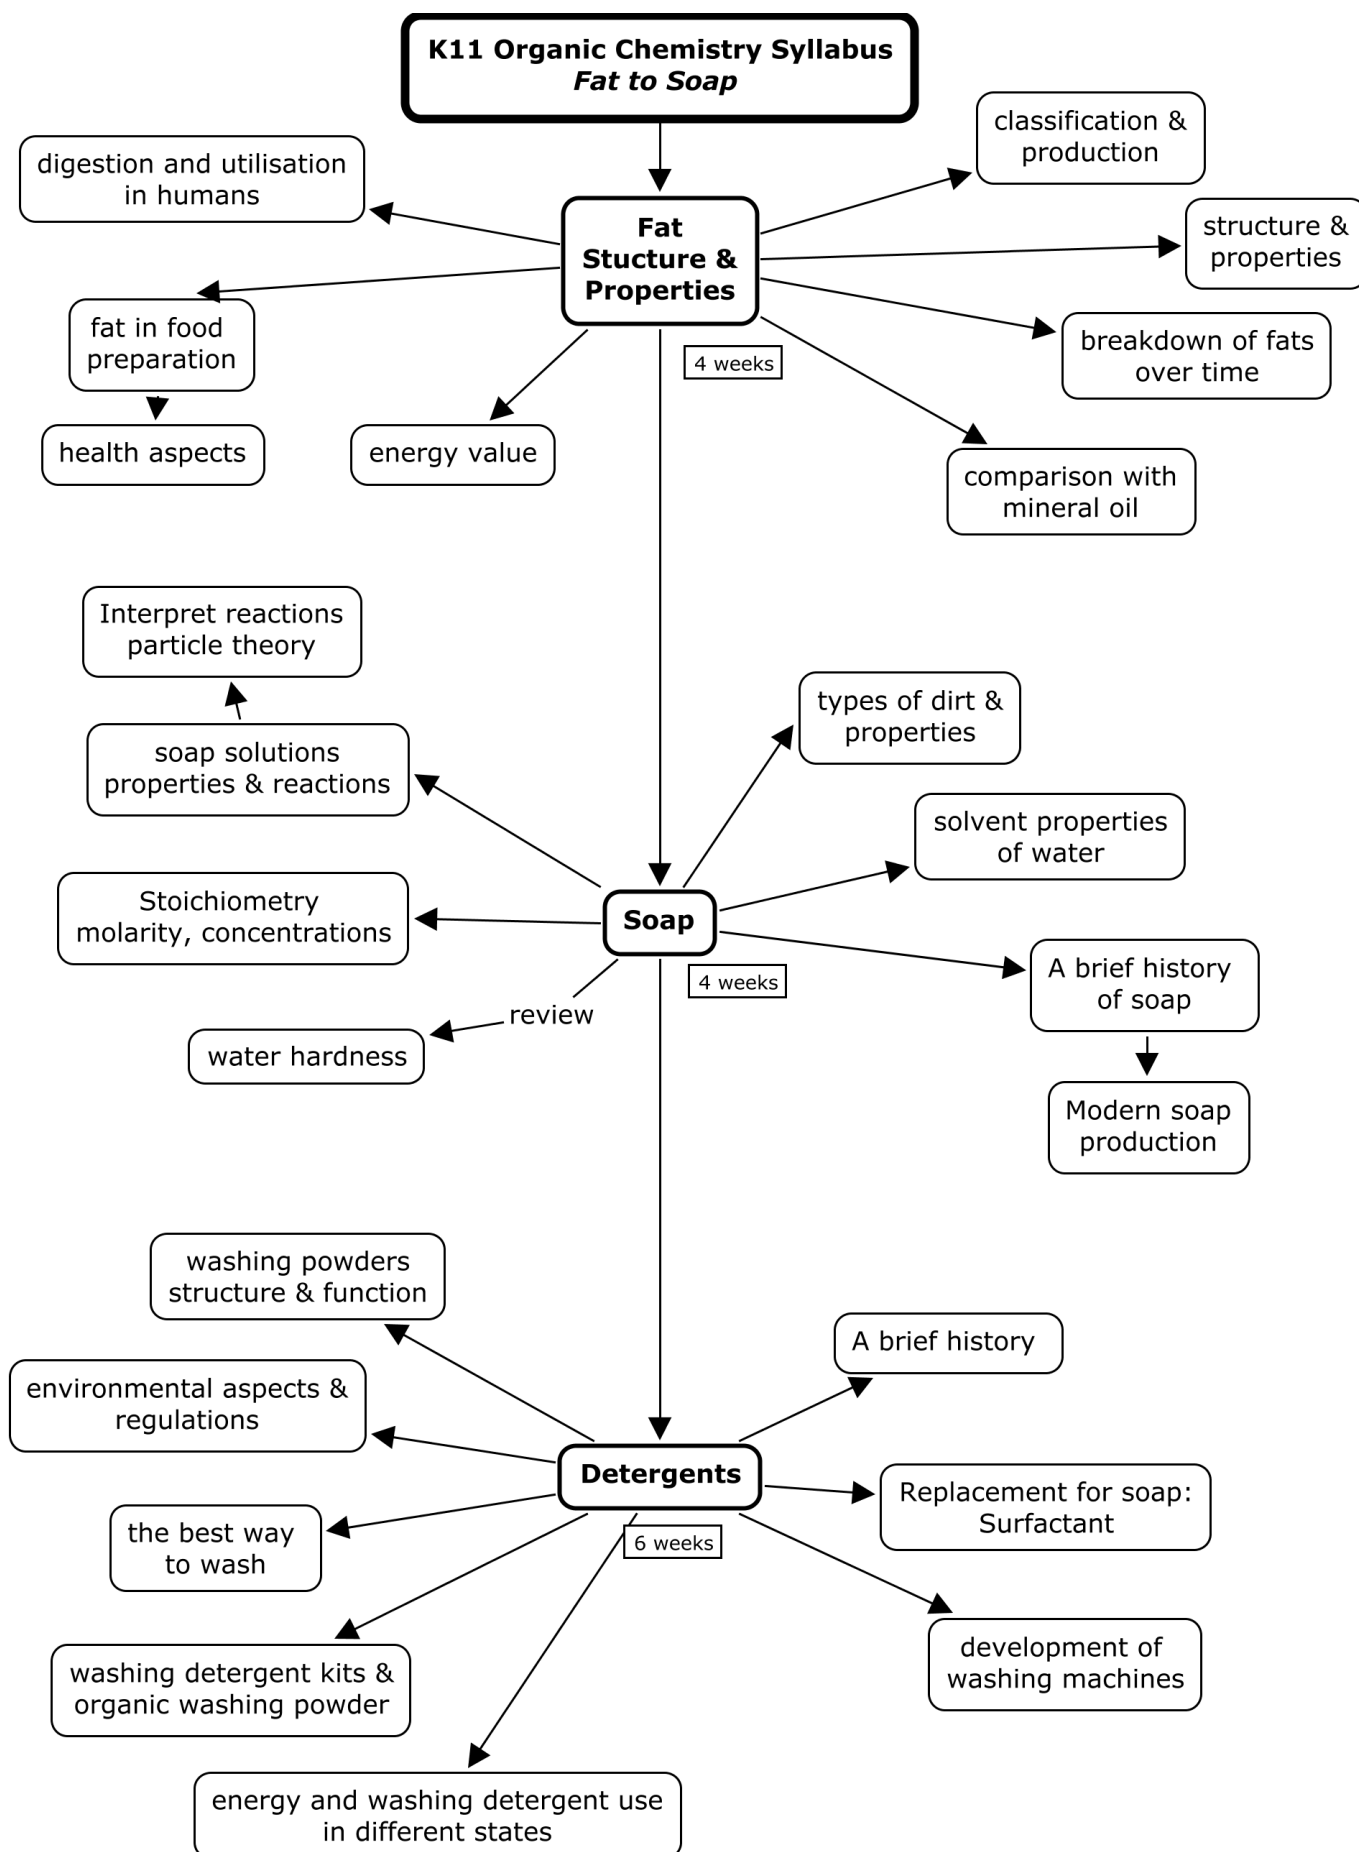 K11 Organic Chemistry Syllabus
Fat to Soap
classification &
production
digestion and utilisation
in humans
Fat
Stucture &
Properties
structure &
properties
fat in food
preparation
breakdown of fats
over time
4 weeks
health aspects
energy value
comparison with
mineral oil
Interpret reactions
particle theory
types of dirt &
properties
soap solutions
properties & reactions
solvent properties
of water
Stoichiometry
molarity, concentrations
Soap
4 weeks
A brief history
of soap
review
water hardness
Modern soap
production
washing powders
structure & function
A brief history
environmental aspects &
regulations
Detergents
Replacement for soap:
Surfactant
the best way
to wash
6 weeks
development of
washing machines
washing detergent kits &
organic washing powder
energy and washing detergent use
in different states